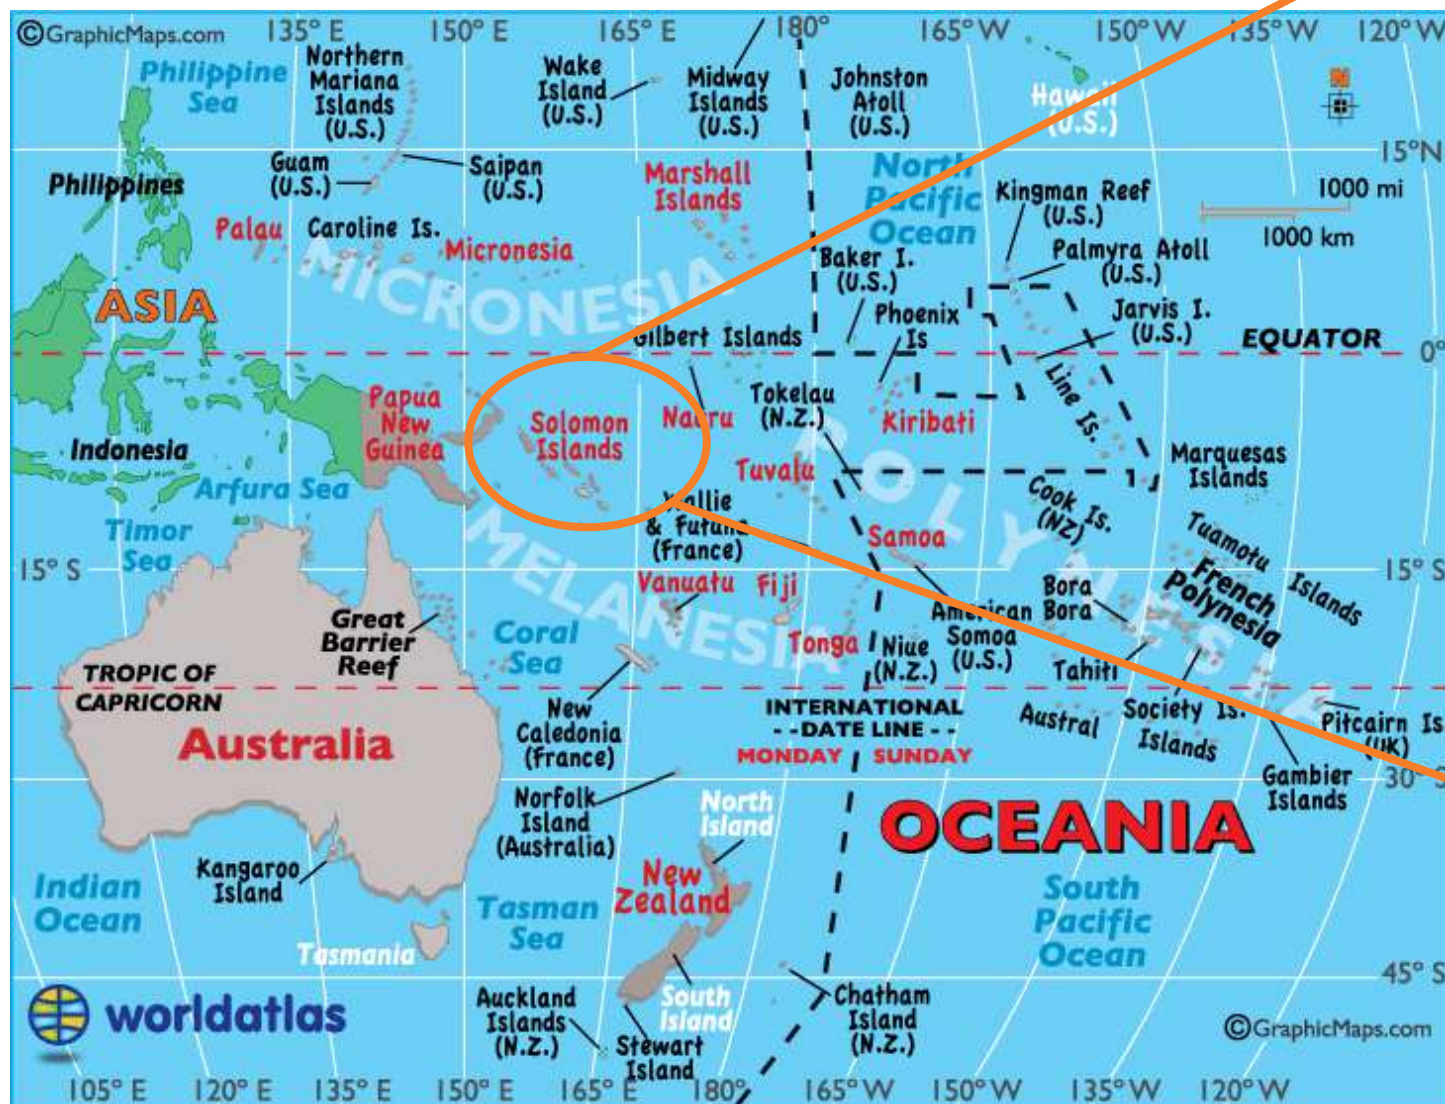 ©GraphicMaps.com
135° E
150° E
165° E
180°
165° W
150° W
135° W
120° W
Philippine
Sea
Northern
Mariana
Islands
(U.S.)
Wake
Island
(U.S.)
Midway
Islands
(U.S.)
Johnston
Atoll
(U.S.)
Hawaii
(U.S.)
N
15° N
Guam
(U.S.)
Saipan
(U.S.)
Philippines
Marshall
Islands
North
Pacific
Ocean
Kingman Reef
(U.S.)
1000 mi
1000 km
Palau
Caroline Is.
Micronesia
MICRONESIA
Baker I.
(U.S.)
Palmyra Atoll
(U.S.)
ASIA
Phoenix
Is
Jarvis I.
(U.S.)
Gilbert Islands
EQUATOR
0°
Papua
New
Guinea
Solomon
Islands
Nauru
Tokelau
(N.Z.)
Kiribati
Line Is.
Indonesia
Tuvalu
POLYNESIA
Marquesas
Islands
Arfura Sea
Timor
Sea
Wallie
& Futuna
(France)
Cook Is.
(NZ)
Samoa
Tuamotu Islands
15° S
15° S
MELANESIA
Vanuatu
Fiji
French
Polynesia
Great
Barrier
Reef
Coral
Sea
Tonga
Niue
(N.Z.)
American
Somoa
(U.S.)
Bora
Bora
Tahiti
TROPIC OF
CAPRICORN
New
Caledonia
(France)
INTERNATIONAL
- -DATE LINE - -
MONDAY
SUNDAY
Austral
Islands
Society Is.
Pitcairn Is
(UK)
Australia
Gambier
Islands
30° S
Norfolk
Island
(Australia)
North
Island
OCEANIA
Kangaroo
Island
New
Zealand
Indian
Ocean
Tasman
Sea
South
Pacific
Ocean
Tasmania
45° S
South
Island
Auckland
Islands
(N.Z.)
Stewart
Island
Chatham
Island
(N.Z.)
worldatlas
©GraphicMaps.com
105° E
120° E
135° E
150° E
165° E
180°
165° W
150° W
135° W
120° W